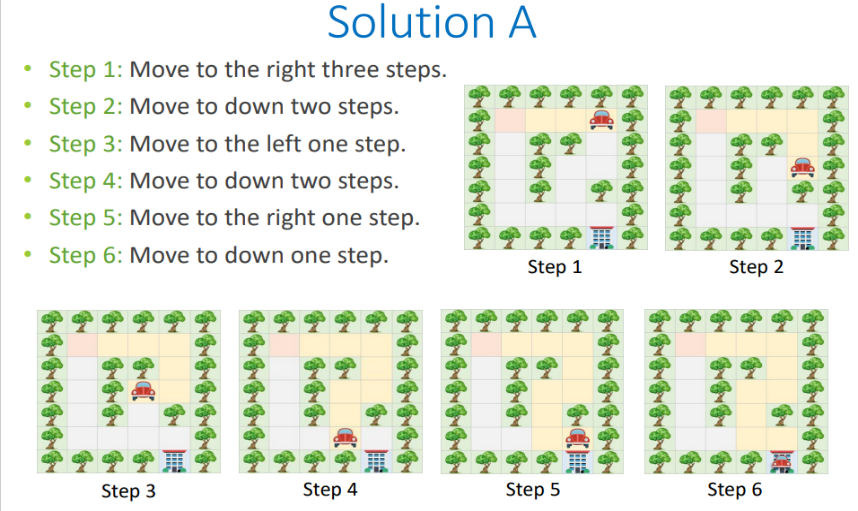 Solution A
• Step 1: Move to the right three steps.
• Step 2: Move to down two steps.
• Step 3: Move to the left one step.
• Step 4: Move to down two steps.
• Step 5: Move to the right one step.
• Step 6: Move to down one step.
Step 1
Step 2
Step 3
Step 4
Step 5
Step 6